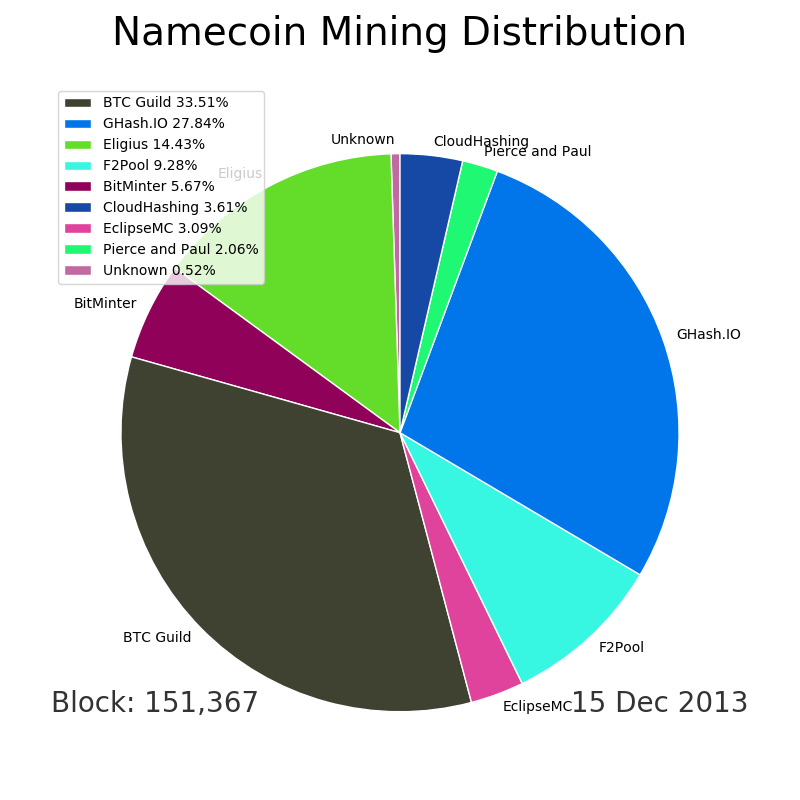 Namecoin Mining Distribution
BTC Guild 33.51%
GHash.IO 27.84%
Eligius 14.43%
F2Pool 9.28%
BitMinter 5.67%
CloudHashing 3.61%
EclipseMC 3.09%
Pierce and Paul 2.06%
Unknown 0.52%
Unknown
CloudHashing
Pierce and Paul
Eligius
BitMinter
GHash.IO
BTC Guild
F2Pool
EclipseMC
Block: 151,367
15 Dec 2013